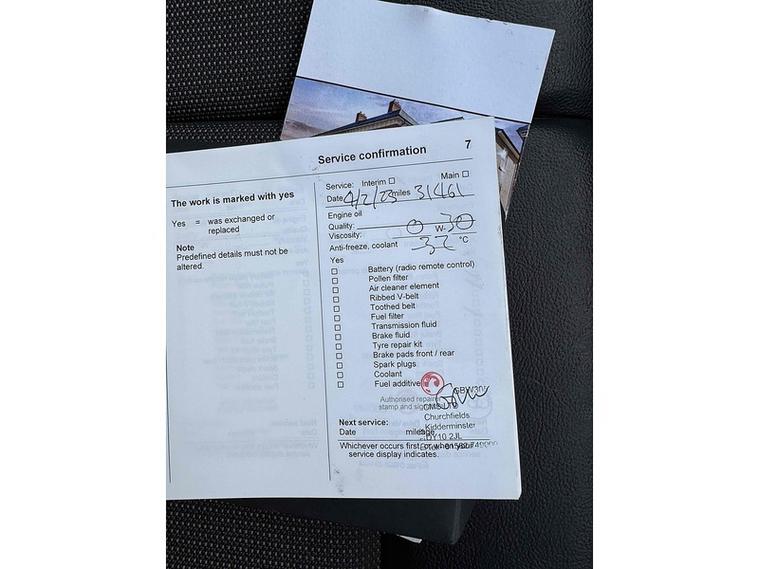 Service confirmation 7
The work is marked with yes
Yes = was exchanged or
replaced
Note
Predefined details must not be
altered.
Service: Interim ☐ Main ☐
Date 4/2/23 miles 31461
Engine oil
Quality:
Viscosity: 0 W-30
Anti-freeze, coolant 32 °C
Yes
☐ Battery (radio remote control)
☐ Pollen filter
☐ Air cleaner element
☐ Ribbed V-belt
☐ Toothed belt
☐ Fuel filter
☐ Transmission fluid
☐ Brake fluid
☐ Tyre repair kit
☐ Brake pads front / rear
☐ Spark plugs
☐ Coolant
☐ Fuel additive
Authorised repairer
stamp and
Churchfields
Kidderminster
DY10 2JL
Next service:
Date mileage
Whichever occurs first, or when your
service display indicates.